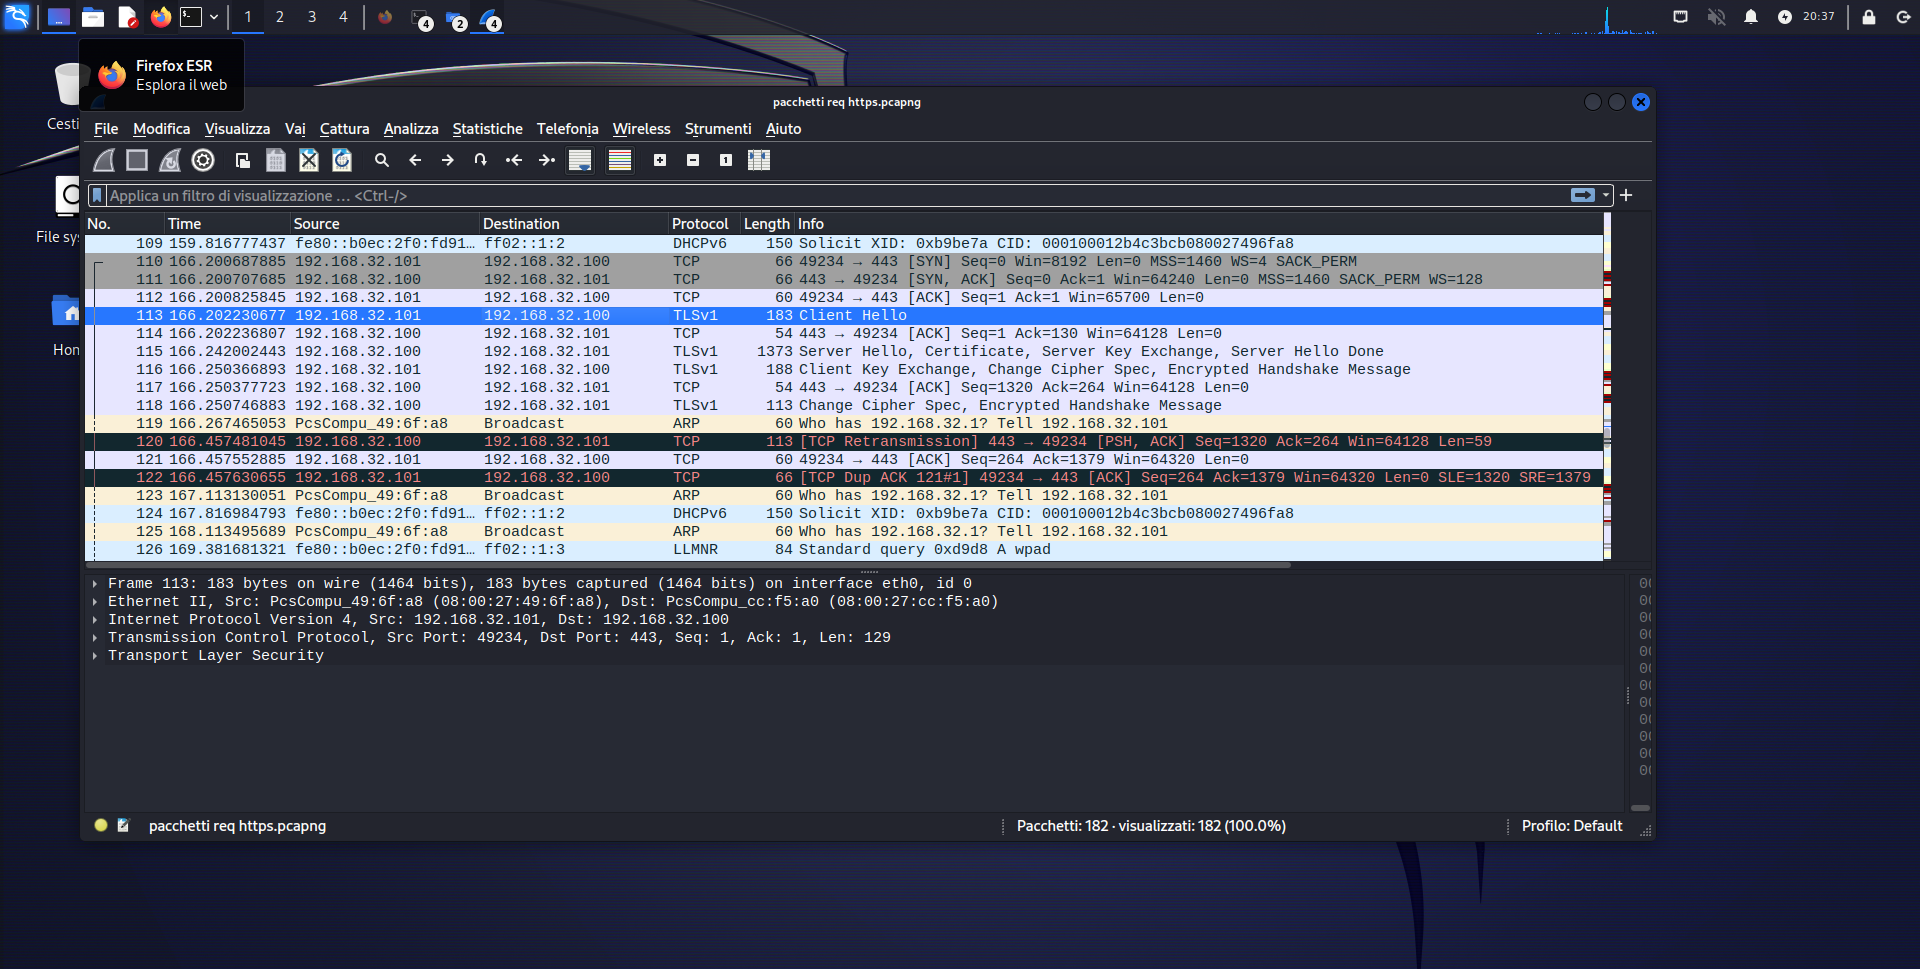 1 2 3 4 4 2 4 20:37
Firefox ESR
Esplora il web
Cesti
File sy
Hon
pacchetti req https.pcapng
File Modifica Visualizza Vai Cattura Analizza Statistiche Telefonia Wireless Strumenti Aiuto
Applica un filtro di visualizzazione ... <Ctrl-/>
No. Time Source Destination Protocol Length Info
109 159.816777437 fe80::b0ec:2f0:fd91… ff02::1:2 DHCPv6 150 Solicit XID: 0xb9be7a CID: 000100012b4c3bcb080027496fa8
110 166.200687885 192.168.32.101 192.168.32.100 TCP 66 49234 → 443 [SYN] Seq=0 Win=8192 Len=0 MSS=1460 WS=4 SACK_PERM
111 166.200707685 192.168.32.100 192.168.32.101 TCP 66 443 → 49234 [SYN, ACK] Seq=0 Ack=1 Win=64240 Len=0 MSS=1460 SACK_PERM WS=128
112 166.200825845 192.168.32.101 192.168.32.100 TCP 60 49234 → 443 [ACK] Seq=1 Ack=1 Win=65700 Len=0
113 166.202230677 192.168.32.101 192.168.32.100 TLSv1 183 Client Hello
114 166.202236807 192.168.32.100 192.168.32.101 TCP 54 443 → 49234 [ACK] Seq=1 Ack=130 Win=64128 Len=0
115 166.242002443 192.168.32.100 192.168.32.101 TLSv1 1373 Server Hello, Certificate, Server Key Exchange, Server Hello Done
116 166.250366893 192.168.32.101 192.168.32.100 TLSv1 188 Client Key Exchange, Change Cipher Spec, Encrypted Handshake Message
117 166.250377723 192.168.32.100 192.168.32.101 TCP 54 443 → 49234 [ACK] Seq=1320 Ack=264 Win=64128 Len=0
118 166.250746883 192.168.32.100 192.168.32.101 TLSv1 113 Change Cipher Spec, Encrypted Handshake Message
119 166.267465053 PcsCompu_49:6f:a8 Broadcast ARP 60 Who has 192.168.32.1? Tell 192.168.32.101
120 166.457481045 192.168.32.100 192.168.32.101 TCP 113 [TCP Retransmission] 443 → 49234 [PSH, ACK] Seq=1320 Ack=264 Win=64128 Len=59
121 166.457552885 192.168.32.101 192.168.32.100 TCP 60 49234 → 443 [ACK] Seq=264 Ack=1379 Win=64320 Len=0
122 166.457630655 192.168.32.101 192.168.32.100 TCP 66 [TCP Dup ACK 121#1] 49234 → 443 [ACK] Seq=264 Ack=1379 Win=64320 Len=0 SLE=1320 SRE=1379
123 167.113130051 PcsCompu_49:6f:a8 Broadcast ARP 60 Who has 192.168.32.1? Tell 192.168.32.101
124 167.816984793 fe80::b0ec:2f0:fd91… ff02::1:2 DHCPv6 150 Solicit XID: 0xb9be7a CID: 000100012b4c3bcb080027496fa8
125 168.113495689 PcsCompu_49:6f:a8 Broadcast ARP 60 Who has 192.168.32.1? Tell 192.168.32.101
126 169.381681321 fe80::b0ec:2f0:fd91… ff02::1:3 LLMNR 84 Standard query 0xd9d8 A wpad
Frame 113: 183 bytes on wire (1464 bits), 183 bytes captured (1464 bits) on interface eth0, id 0
Ethernet II, Src: PcsCompu_49:6f:a8 (08:00:27:49:6f:a8), Dst: PcsCompu_cc:f5:a0 (08:00:27:cc:f5:a0)
Internet Protocol Version 4, Src: 192.168.32.101, Dst: 192.168.32.100
Transmission Control Protocol, Src Port: 49234, Dst Port: 443, Seq: 1, Ack: 1, Len: 129
Transport Layer Security
pacchetti req https.pcapng
Pacchetti: 182 · visualizzati: 182 (100.0%)
Profilo: Default